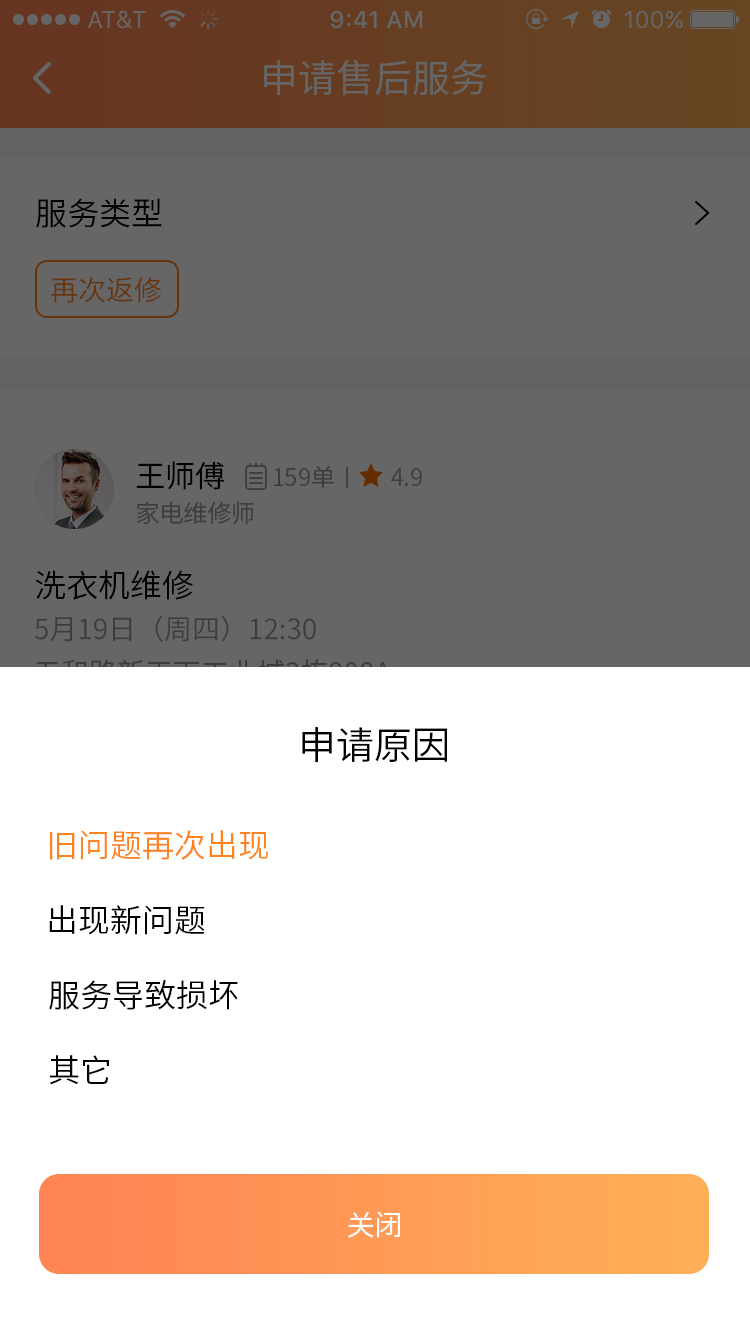 AT&T 9:41 AM 100%
申请售后服务
服务类型
再次返修
王师傅 159单 4.9
家电维修师
洗衣机维修
5月19日（周四）12:30
申请原因
旧问题再次出现
出现新问题
服务导致损坏
其它
关闭